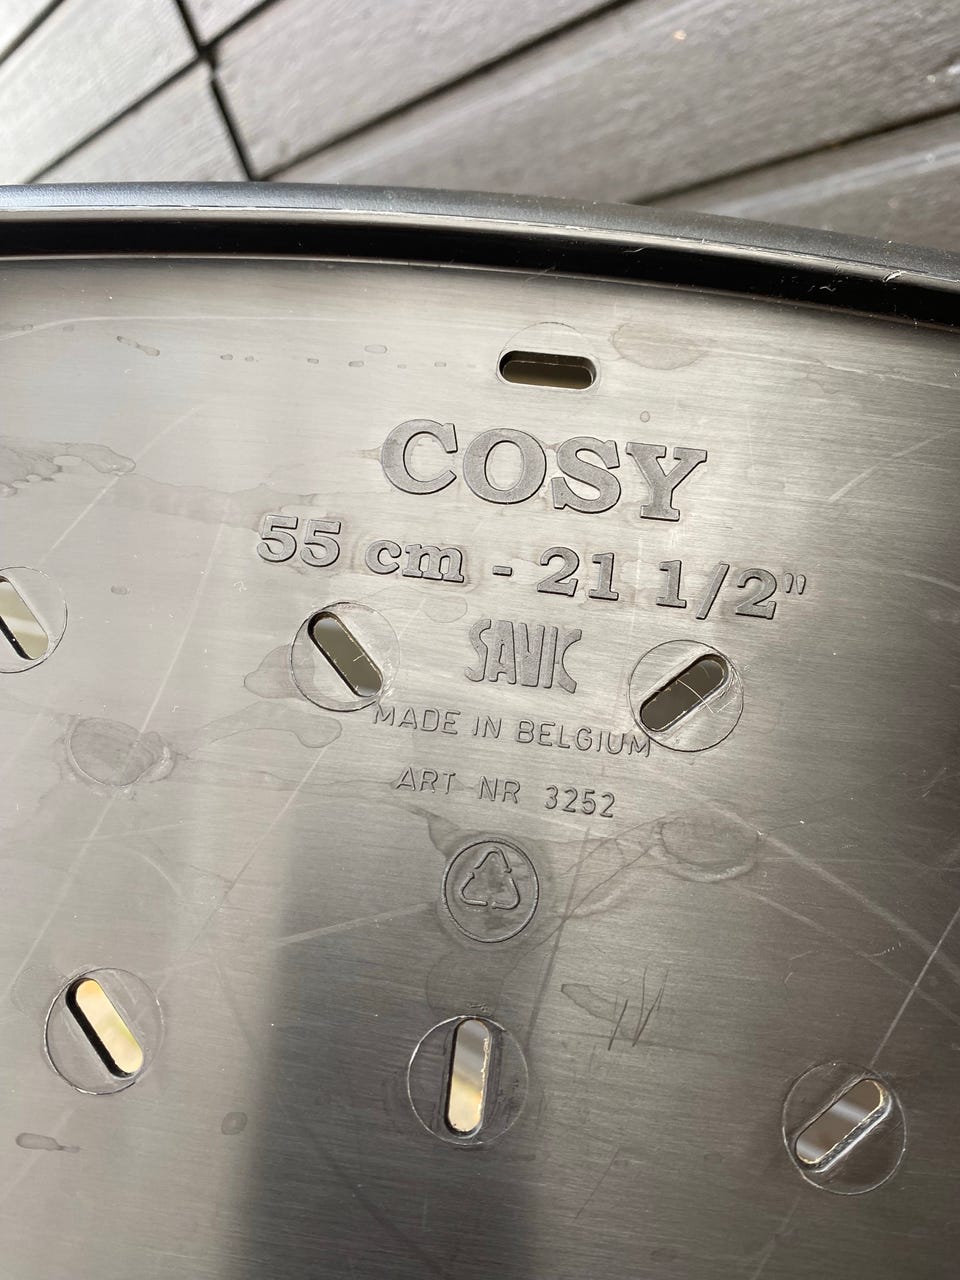 COSY
55 cm - 21 1/2"
SAVIC
MADE IN BELGIUM
ART NR 3252